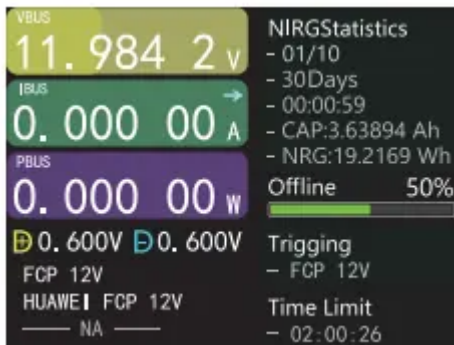 VBUS
11.984 2 V
IBUS
0.000 00 A
PBUS
0.000 00 W
D+ 0.600V D- 0.600V
FCP 12V
HUAWEI FCP 12V
NA
NIRGStatistics
- 01/10
- 30Days
- 00:00:59
- CAP:3.63894 Ah
- NRG:19.2169 Wh
Offline 50%
Trigging
- FCP 12V
Time Limit
- 02:00:26